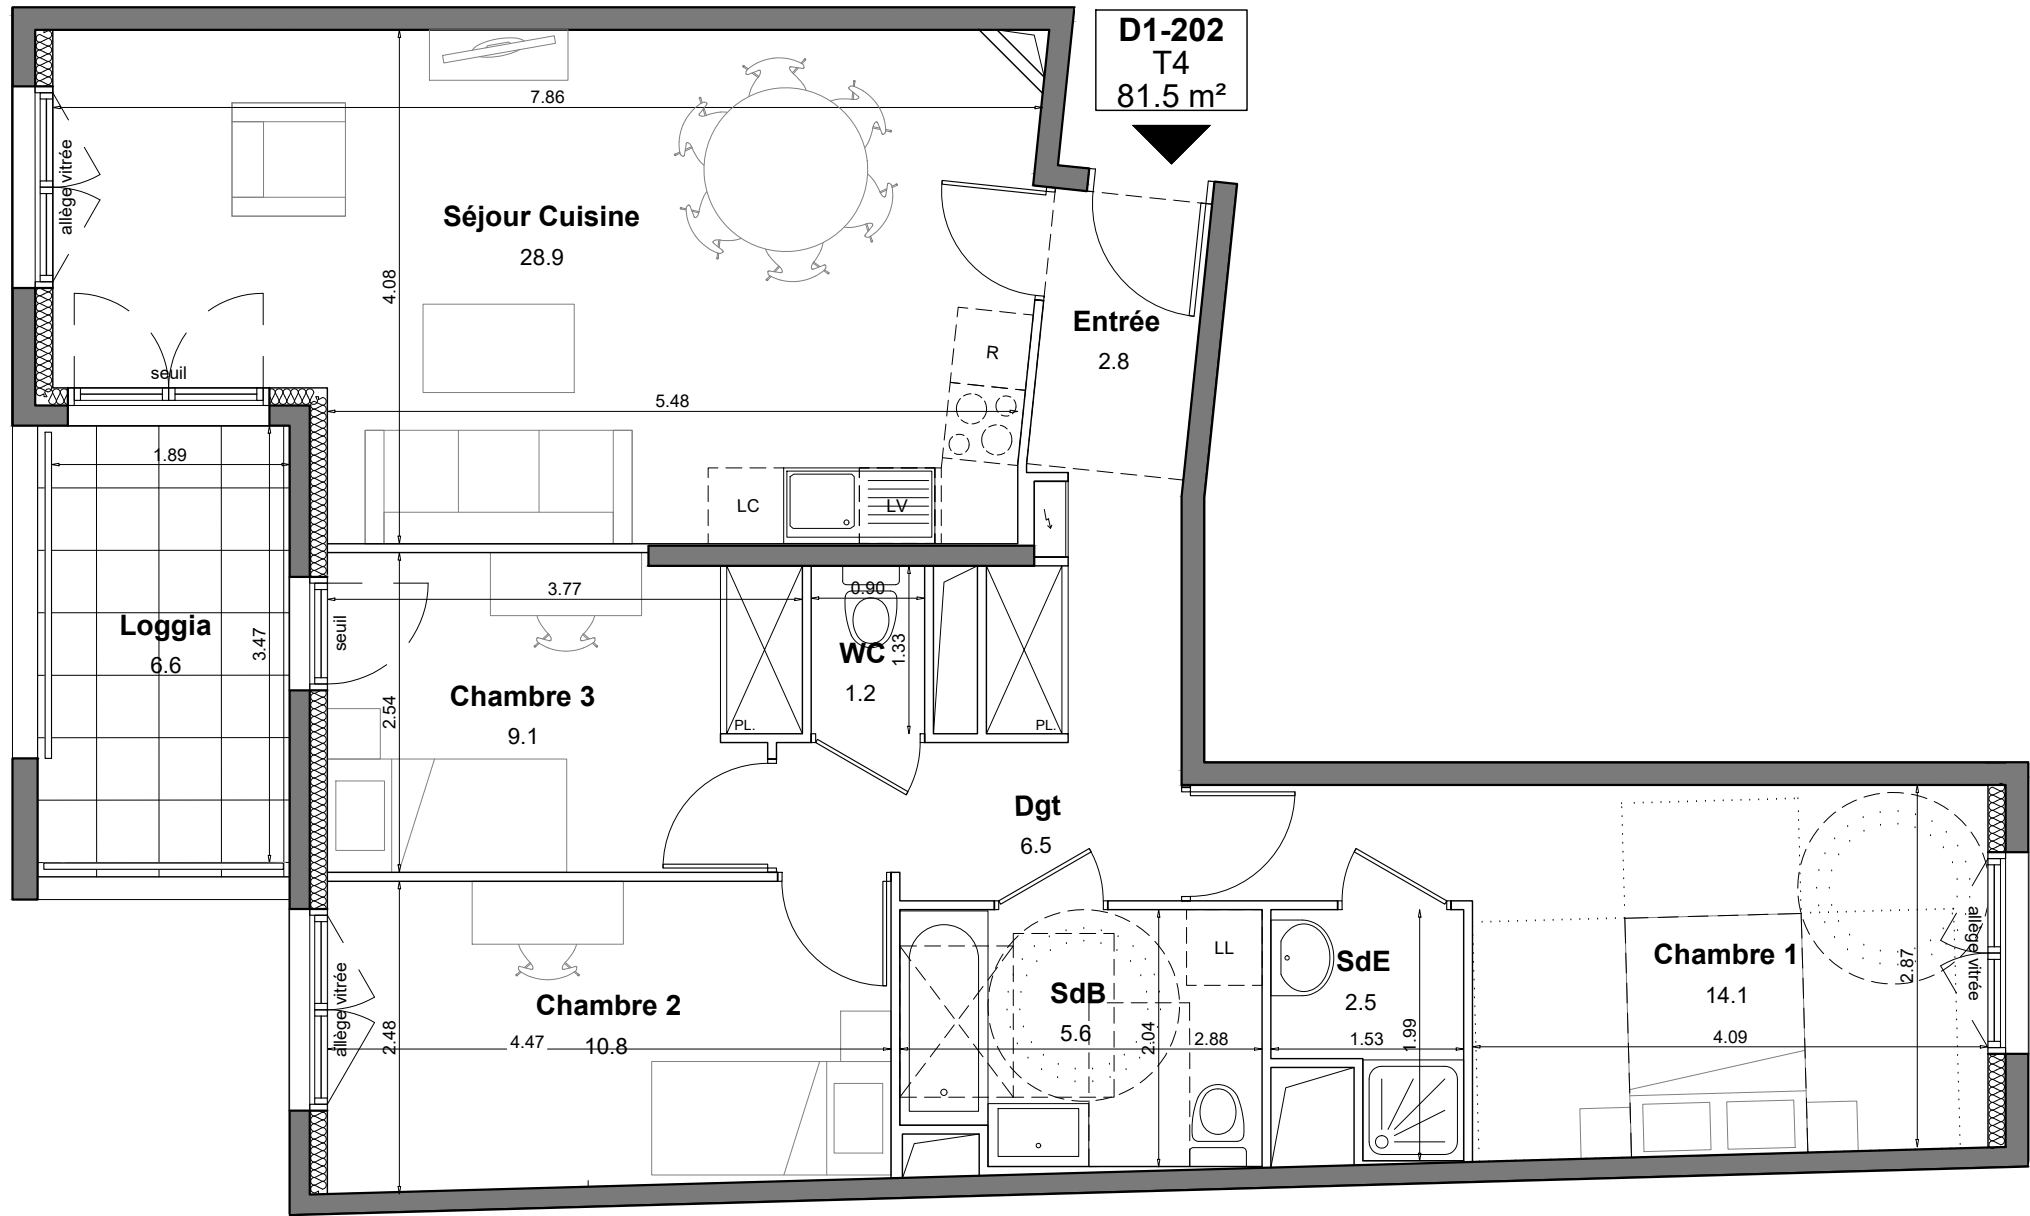 D1-202
T4
81.5 m²
7.86
allège vitrée
Séjour Cuisine
28.9
4.08
Entrée
2.8
R
seuil
5.48
1.89
LC
LV
Loggia
6.6
3.47
seuil
3.77
0.90
WC
1.2
1.33
Chambre 3
9.1
2.54
PL.
PL.
Dgt
6.5
Chambre 2
10.8
4.47
2.48
allège vitrée
SdB
5.6
2.04
2.88
LL
SdE
2.5
1.53
1.99
Chambre 1
14.1
4.09
2.87
allège vitrée